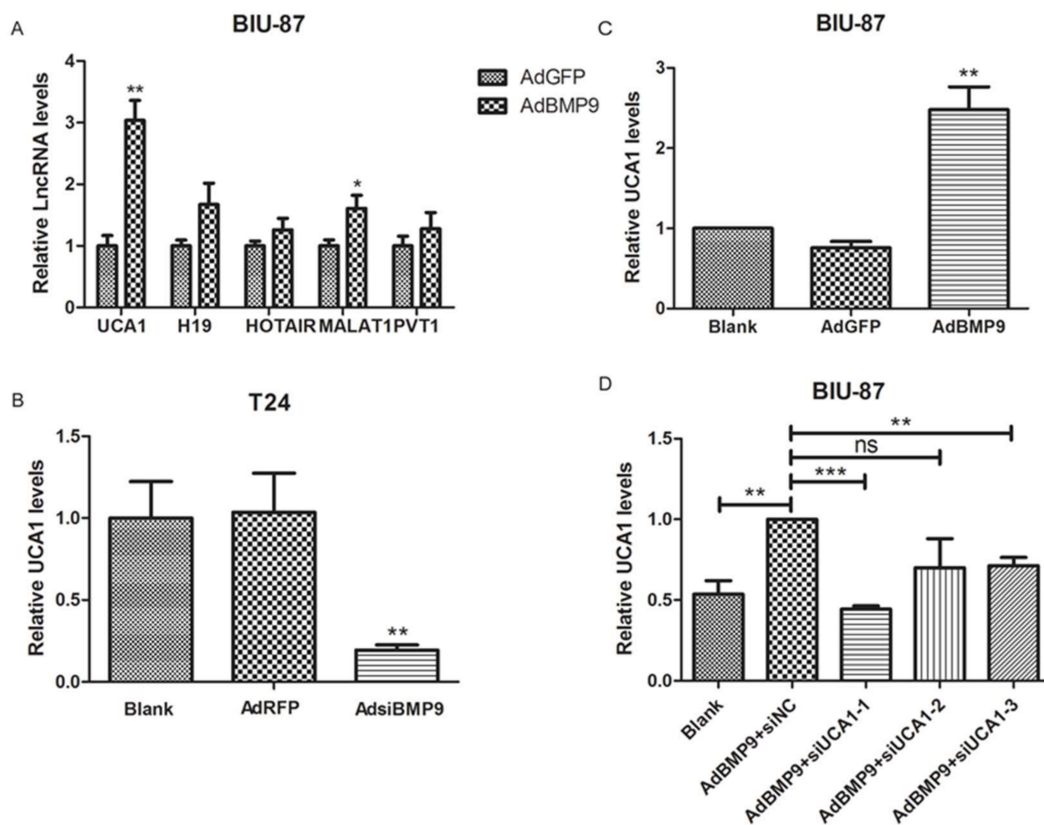 A
BIU-87
Relative LncRNA levels
4
3
2
1
0
**
*
UCA1 H19 HOTAIR MALAT1 PVT1
AdGFP
AdBMP9
C
BIU-87
Relative UCA1 levels
3
2
1
0
**
Blank AdGFP AdBMP9
B
T24
Relative UCA1 levels
1.5
1.0
0.5
0.0
**
Blank AdRFP AdsiBMP9
D
BIU-87
Relative UCA1 levels
1.5
1.0
0.5
0.0
**
ns
***
**
Blank
AdBMP9+siNC
AdBMP9+siUCA1-1
AdBMP9+siUCA1-2
AdBMP9+siUCA1-3